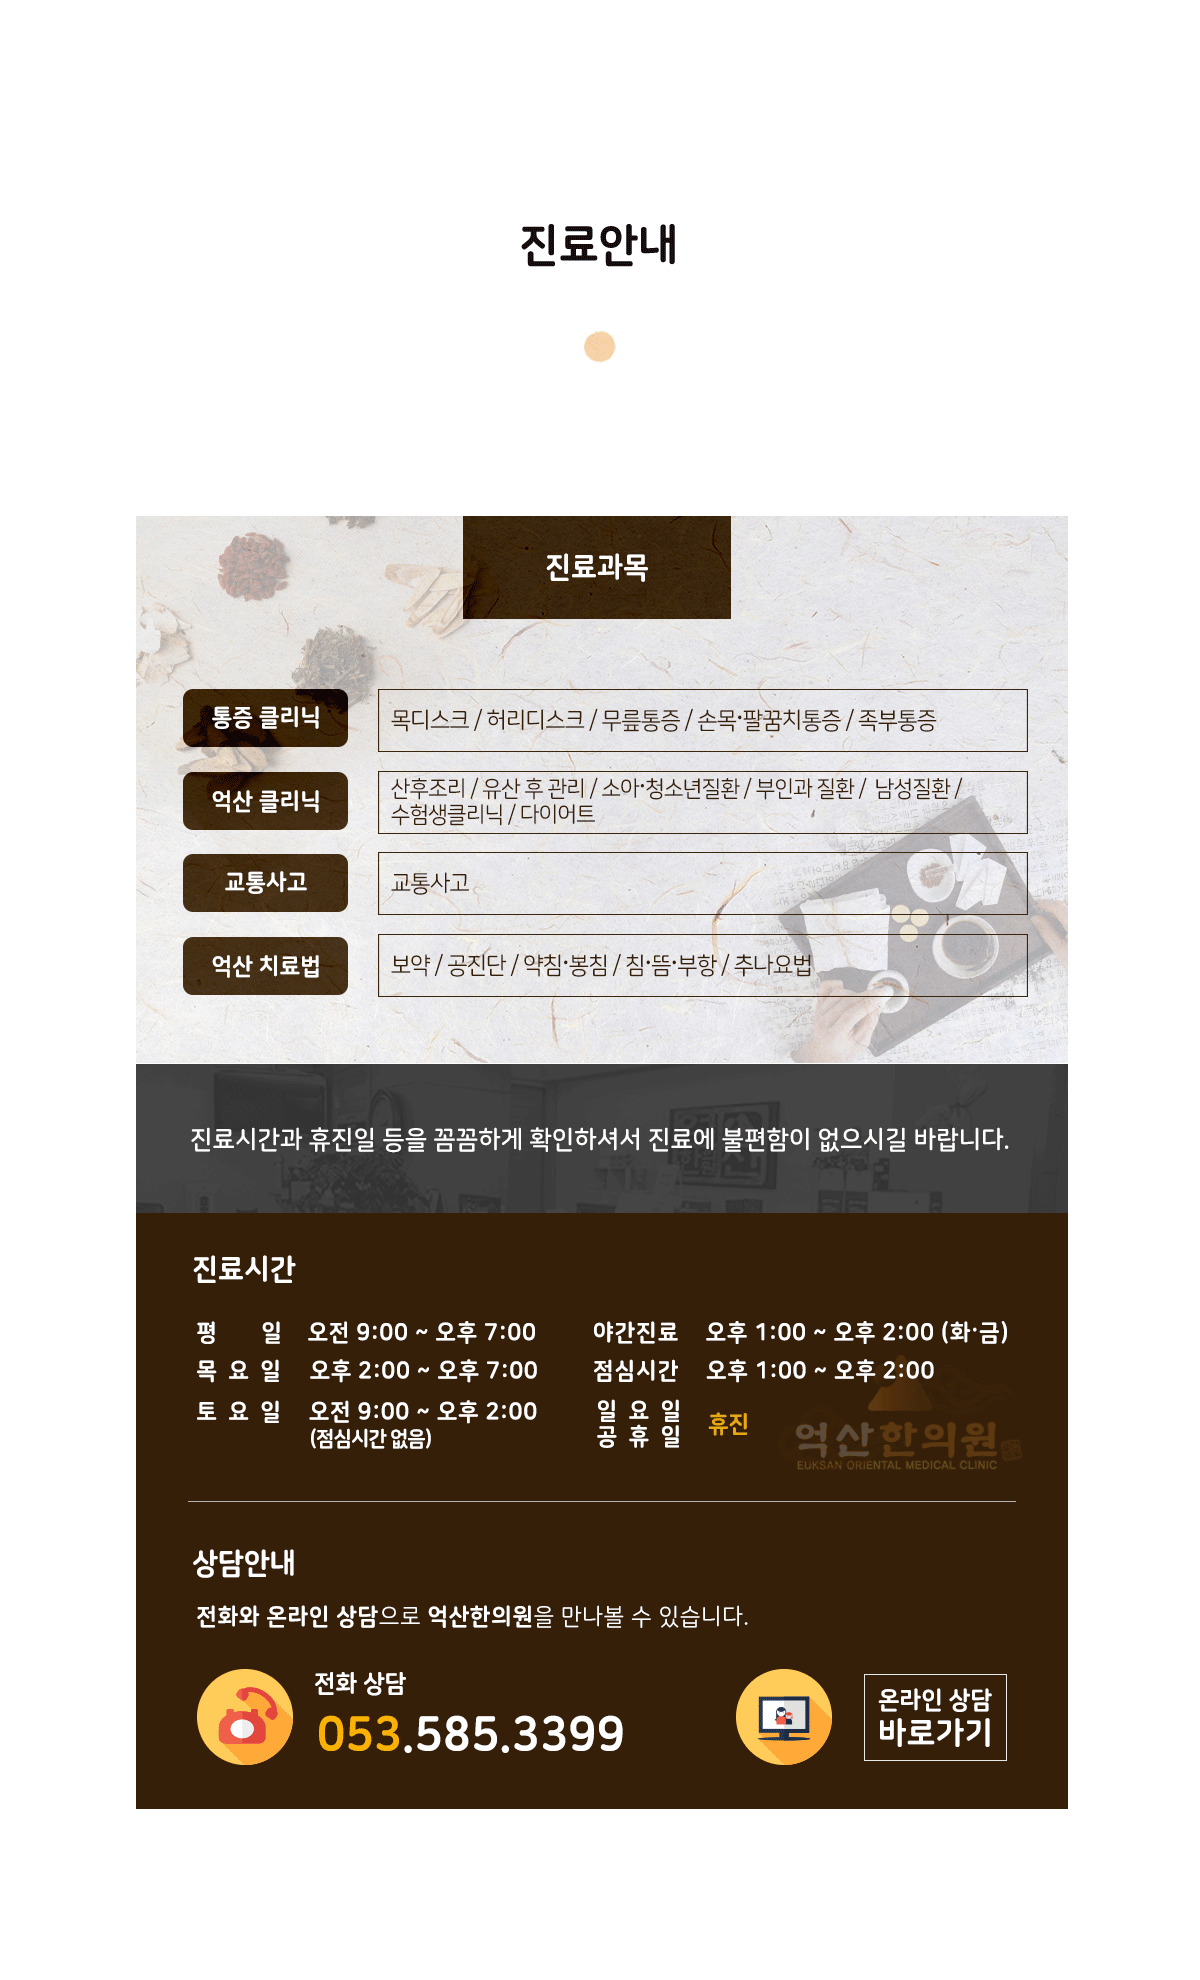 진료안내
진료과목
통증 클리닉
목디스크 / 허리디스크 / 무릎통증 / 손목·팔꿈치통증 / 족부통증
억산 클리닉
산후조리 / 유산 후 관리 / 소아·청소년질환 / 부인과 질환 / 남성질환 /
수험생클리닉 / 다이어트
교통사고
교통사고
억산 치료법
보약 / 공진단 / 약침·봉침 / 침·뜸·부항 / 추나요법
진료시간과 휴진일 등을 꼼꼼하게 확인하셔서 진료에 불편함이 없으시길 바랍니다.
진료시간
평 일 오전 9:00 ~ 오후 7:00
목 요 일 오후 2:00 ~ 오후 7:00
토 요 일 오전 9:00 ~ 오후 2:00
(점심시간 없음)
야간진료 오후 1:00 ~ 오후 2:00 (화·금)
점심시간 오후 1:00 ~ 오후 2:00
일 요 일
공 휴 일
휴진
억산한의원
EUKSAN ORIENTAL MEDICAL CLINIC
상담안내
전화와 온라인 상담으로 억산한의원을 만나볼 수 있습니다.
전화 상담
053.585.3399
온라인 상담
바로가기